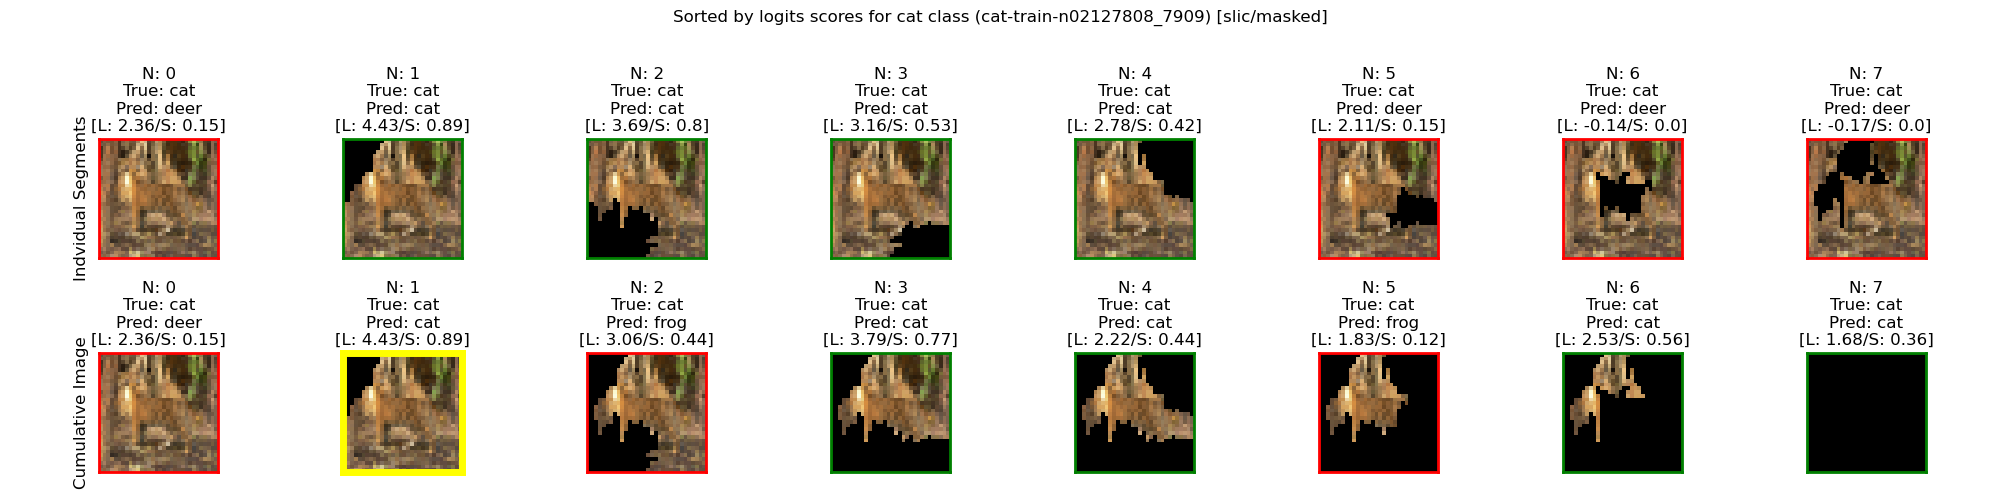 Sorted by logits scores for cat class (cat-train-n02127808_7909) [slic/masked]
Indvidual Segments
N: 0
True: cat
Pred: deer
[L: 2.36/S: 0.15]
N: 1
True: cat
Pred: cat
[L: 4.43/S: 0.89]
N: 2
True: cat
Pred: cat
[L: 3.69/S: 0.8]
N: 3
True: cat
Pred: cat
[L: 3.16/S: 0.53]
N: 4
True: cat
Pred: cat
[L: 2.78/S: 0.42]
N: 5
True: cat
Pred: deer
[L: 2.11/S: 0.15]
N: 6
True: cat
Pred: deer
[L: -0.14/S: 0.0]
N: 7
True: cat
Pred: deer
[L: -0.17/S: 0.0]
Cumulative Image
N: 0
True: cat
Pred: deer
[L: 2.36/S: 0.15]
N: 1
True: cat
Pred: cat
[L: 4.43/S: 0.89]
N: 2
True: cat
Pred: frog
[L: 3.06/S: 0.44]
N: 3
True: cat
Pred: cat
[L: 3.79/S: 0.77]
N: 4
True: cat
Pred: cat
[L: 2.22/S: 0.44]
N: 5
True: cat
Pred: frog
[L: 1.83/S: 0.12]
N: 6
True: cat
Pred: cat
[L: 2.53/S: 0.56]
N: 7
True: cat
Pred: cat
[L: 1.68/S: 0.36]